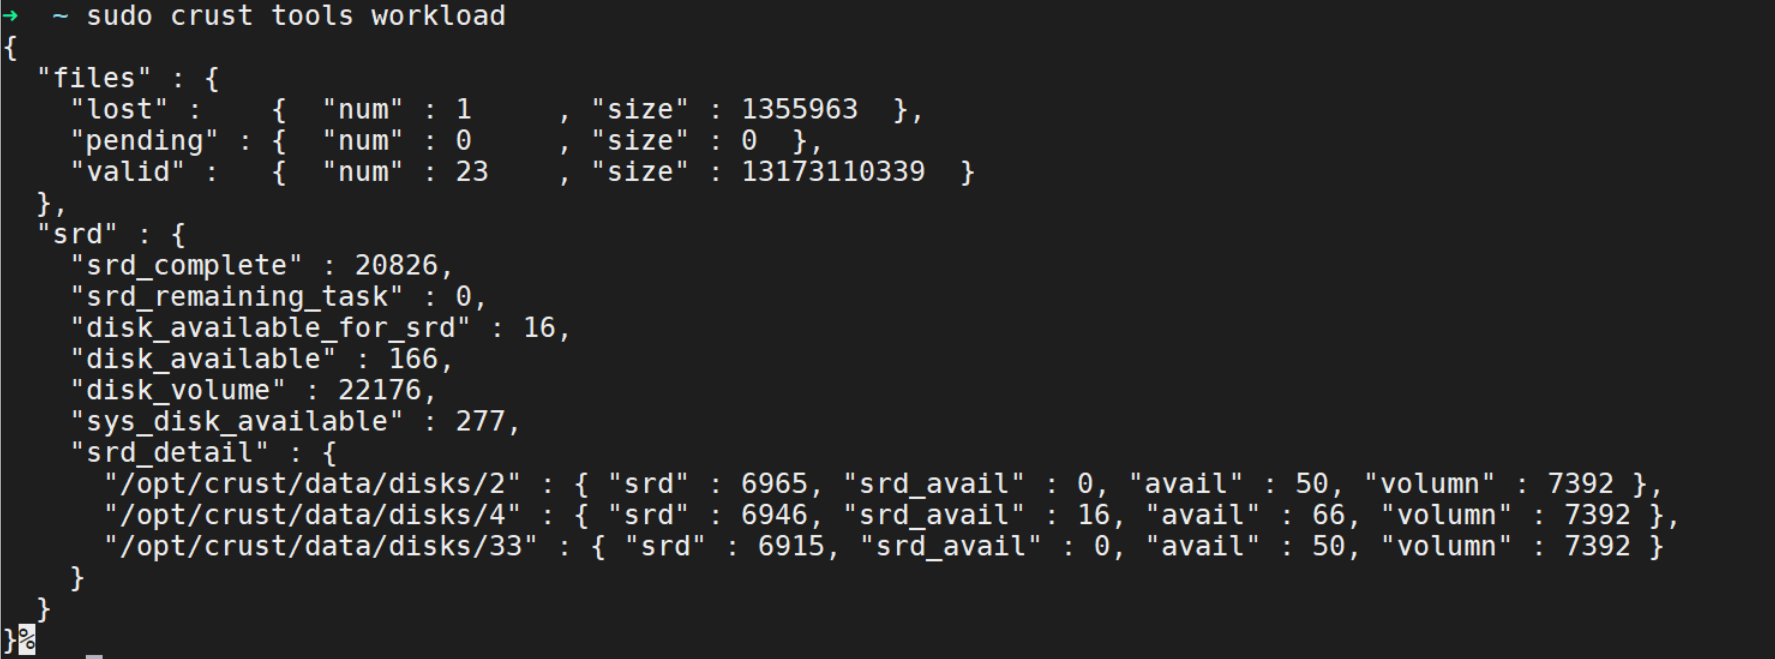 →  ~ sudo crust tools workload
{
  "files" : {
    "lost" :    {  "num" : 1     , "size" : 1355963  },
    "pending" : {  "num" : 0     , "size" : 0  },
    "valid" :   {  "num" : 23    , "size" : 13173110339  }
  },
  "srd" : {
    "srd_complete" : 20826,
    "srd_remaining_task" : 0,
    "disk_available_for_srd" : 16,
    "disk_available" : 166,
    "disk_volume" : 22176,
    "sys_disk_available" : 277,
    "srd_detail" : {
      "/opt/crust/data/disks/2" : { "srd" : 6965, "srd_avail" : 0, "avail" : 50, "volumn" : 7392 },
      "/opt/crust/data/disks/4" : { "srd" : 6946, "srd_avail" : 16, "avail" : 66, "volumn" : 7392 },
      "/opt/crust/data/disks/33" : { "srd" : 6915, "srd_avail" : 0, "avail" : 50, "volumn" : 7392 }
    }
  }
}%